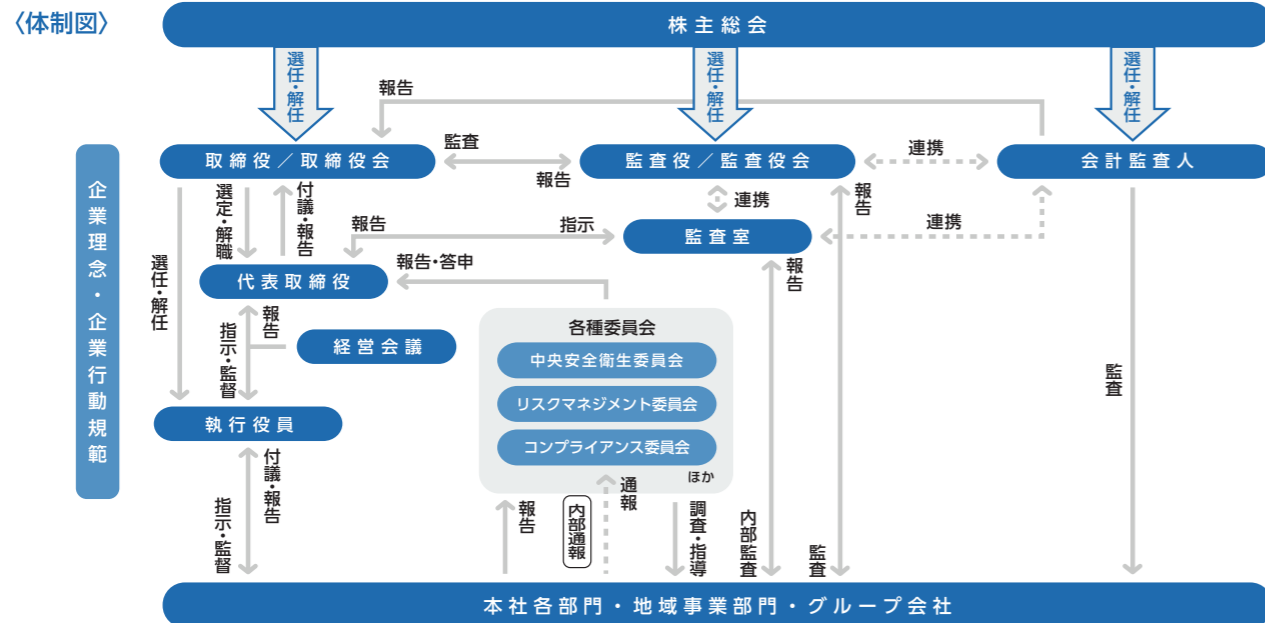 〈体制図〉
株主総会
選任・解任
選任・解任
選任・解任
報告
取締役／取締役会
監査
報告
監査役／監査役会
連携
会計監査人
企業理念・企業行動規範
選任・解任
選定・解職
付議・報告
報告
指示
連携
監査室
連携
報告
報告
代表取締役
報告・答申
報告
指示・監督
経営会議
各種委員会
中央安全衛生委員会
リスクマネジメント委員会
コンプライアンス委員会
ほか
監査
執行役員
付議・報告
指示・監督
報告
内部通報
通報
調査・指導
内部監査
監査
本社各部門・地域事業部門・グループ会社